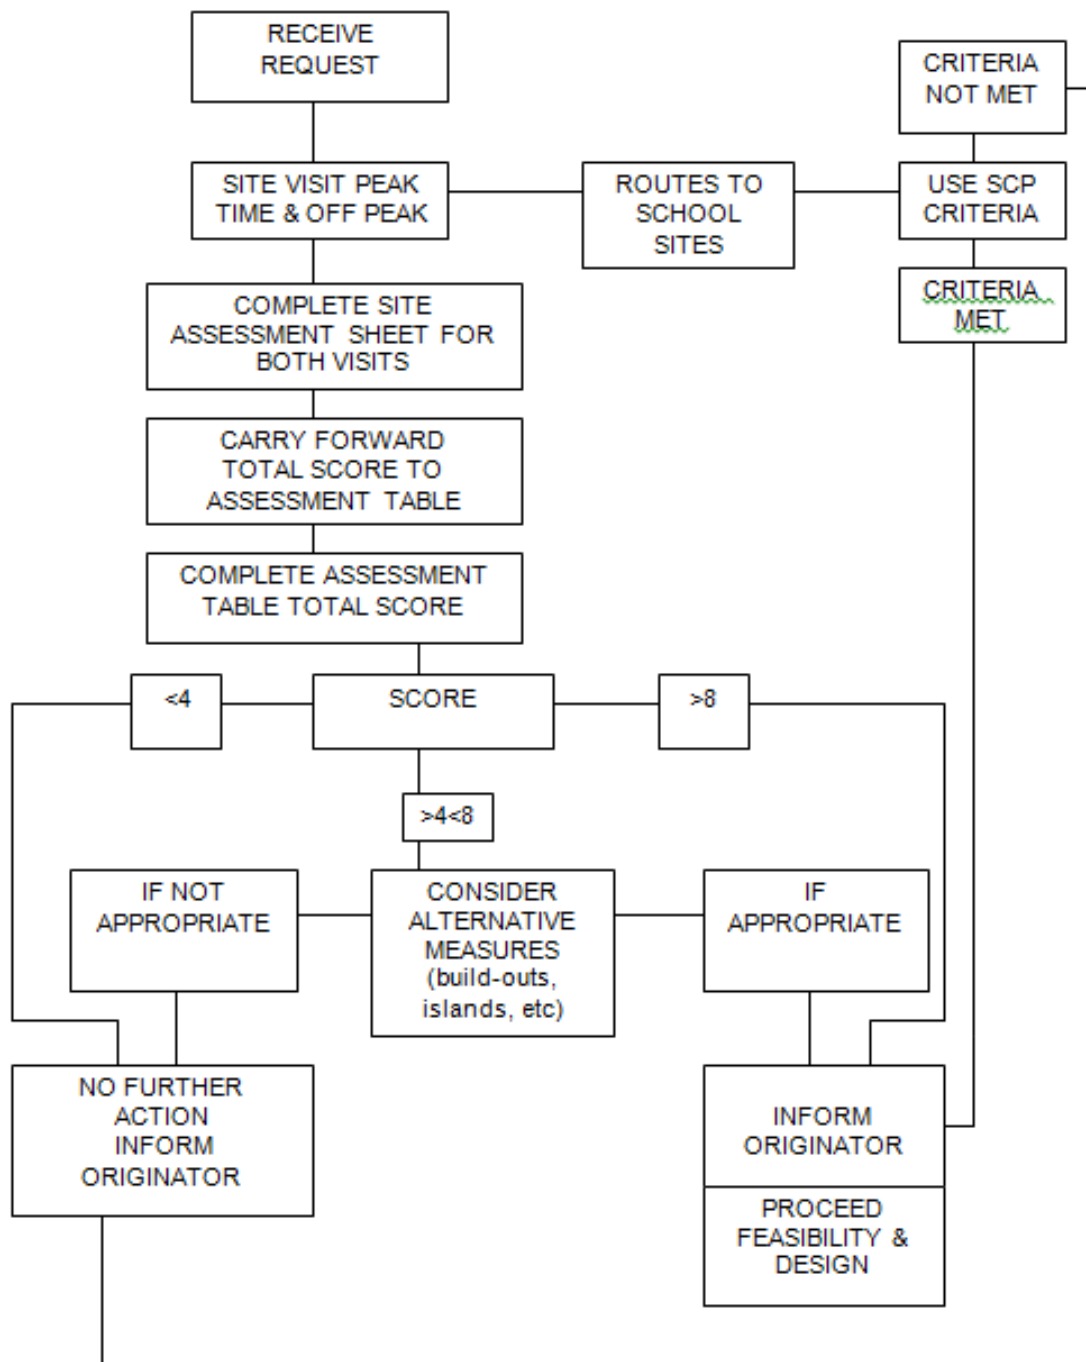 RECEIVE
REQUEST
CRITERIA
NOT MET
SITE VISIT PEAK
TIME & OFF PEAK
ROUTES TO
SCHOOL
SITES
USE SCP
CRITERIA
CRITERIA
MET
COMPLETE SITE
ASSESSMENT SHEET FOR
BOTH VISITS
CARRY FORWARD
TOTAL SCORE TO
ASSESSMENT TABLE
COMPLETE ASSESSMENT
TABLE TOTAL SCORE
<4
SCORE
>8
>4<8
IF NOT
APPROPRIATE
CONSIDER
ALTERNATIVE
MEASURES
(build-outs,
islands, etc)
IF
APPROPRIATE
NO FURTHER
ACTION
INFORM
ORIGINATOR
INFORM
ORIGINATOR
PROCEED
FEASIBILITY &
DESIGN